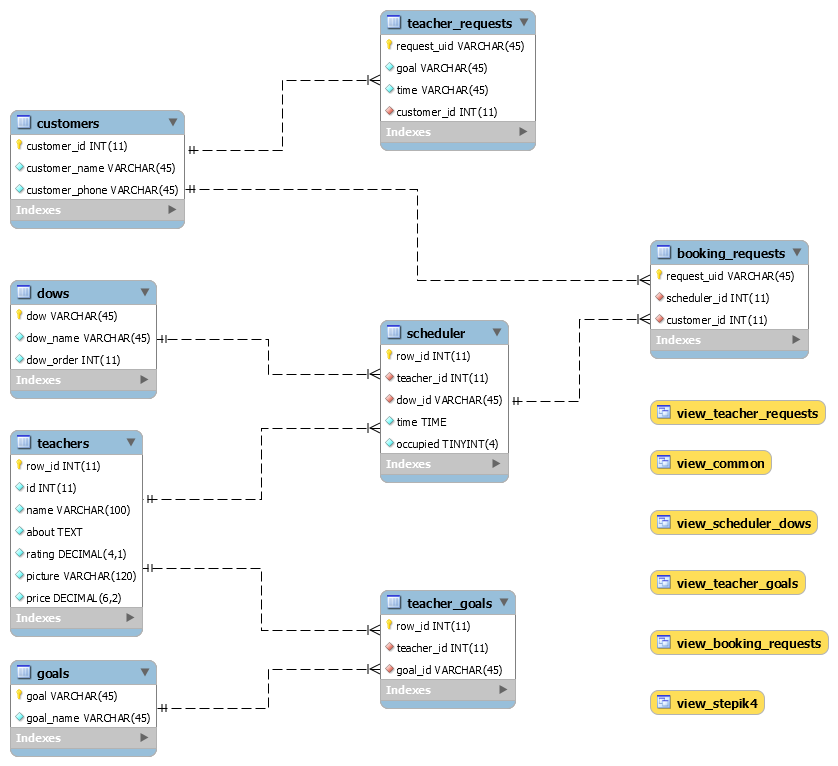 teacher_requests
request_uid VARCHAR(45)
goal VARCHAR(45)
time VARCHAR(45)
customer_id INT(11)
Indexes
customers
customer_id INT(11)
customer_name VARCHAR(45)
customer_phone VARCHAR(45)
Indexes
booking_requests
request_uid VARCHAR(45)
scheduler_id INT(11)
customer_id INT(11)
Indexes
dows
dow VARCHAR(45)
dow_name VARCHAR(45)
dow_order INT(11)
Indexes
scheduler
row_id INT(11)
teacher_id INT(11)
dow_id VARCHAR(45)
time TIME
occupied TINYINT(4)
Indexes
teachers
row_id INT(11)
id INT(11)
name VARCHAR(100)
about TEXT
rating DECIMAL(4,1)
picture VARCHAR(120)
price DECIMAL(6,2)
Indexes
teacher_goals
row_id INT(11)
teacher_id INT(11)
goal_id VARCHAR(45)
Indexes
goals
goal VARCHAR(45)
goal_name VARCHAR(45)
Indexes
view_teacher_requests
view_common
view_scheduler_dows
view_teacher_goals
view_booking_requests
view_stepik4